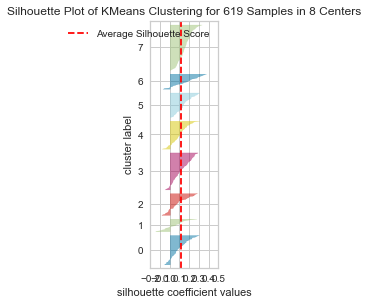 Silhouette Plot of KMeans Clustering for 619 Samples in 8 Centers
Average Silhouette Score
7
6
5
4
3
2
1
0
cluster label
-0.2-0.10.0 0.1 0.2 0.3 0.4 0.5
silhouette coefficient values